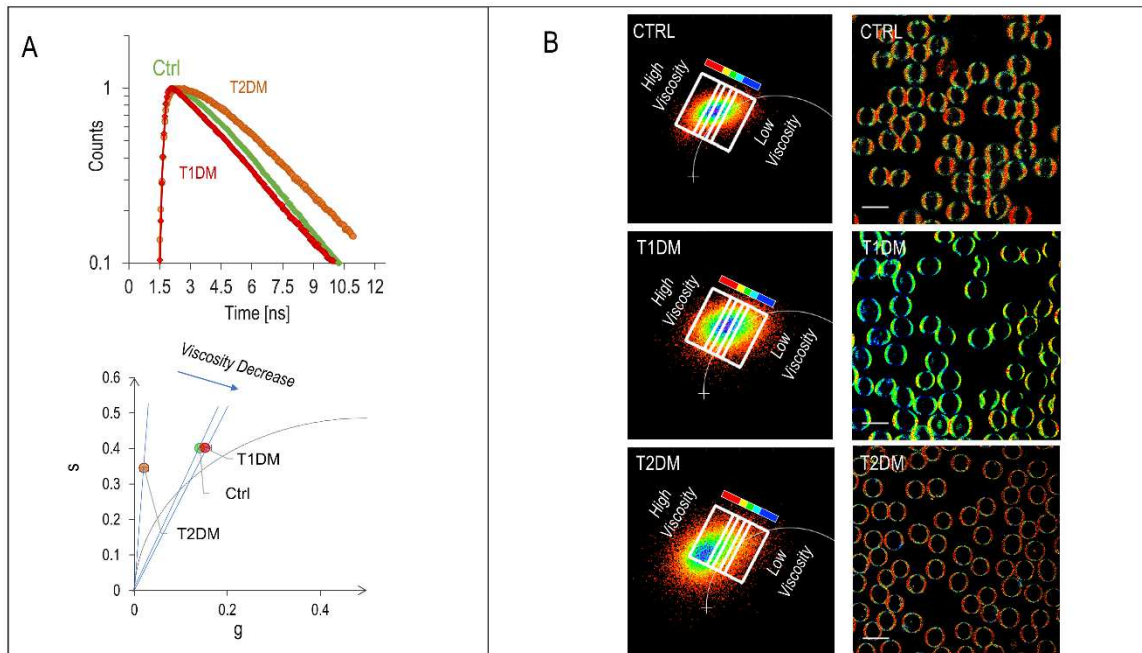 A
Ctrl
T2DM
T1DM
Counts
1
0.1
0 1.5 3 4.5 6 7.5 9 10.5 12
Time [ns]
Viscosity Decrease
0.6
0.5
0.4
0.3
0.2
0.1
0
s
T1DM
Ctrl
T2DM
0 0.2 0.4
g
B
CTRL
High
Viscosity
Low
Viscosity
CTRL
T1DM
High
Viscosity
Low
Viscosity
T1DM
T2DM
High
Viscosity
Low
Viscosity
T2DM